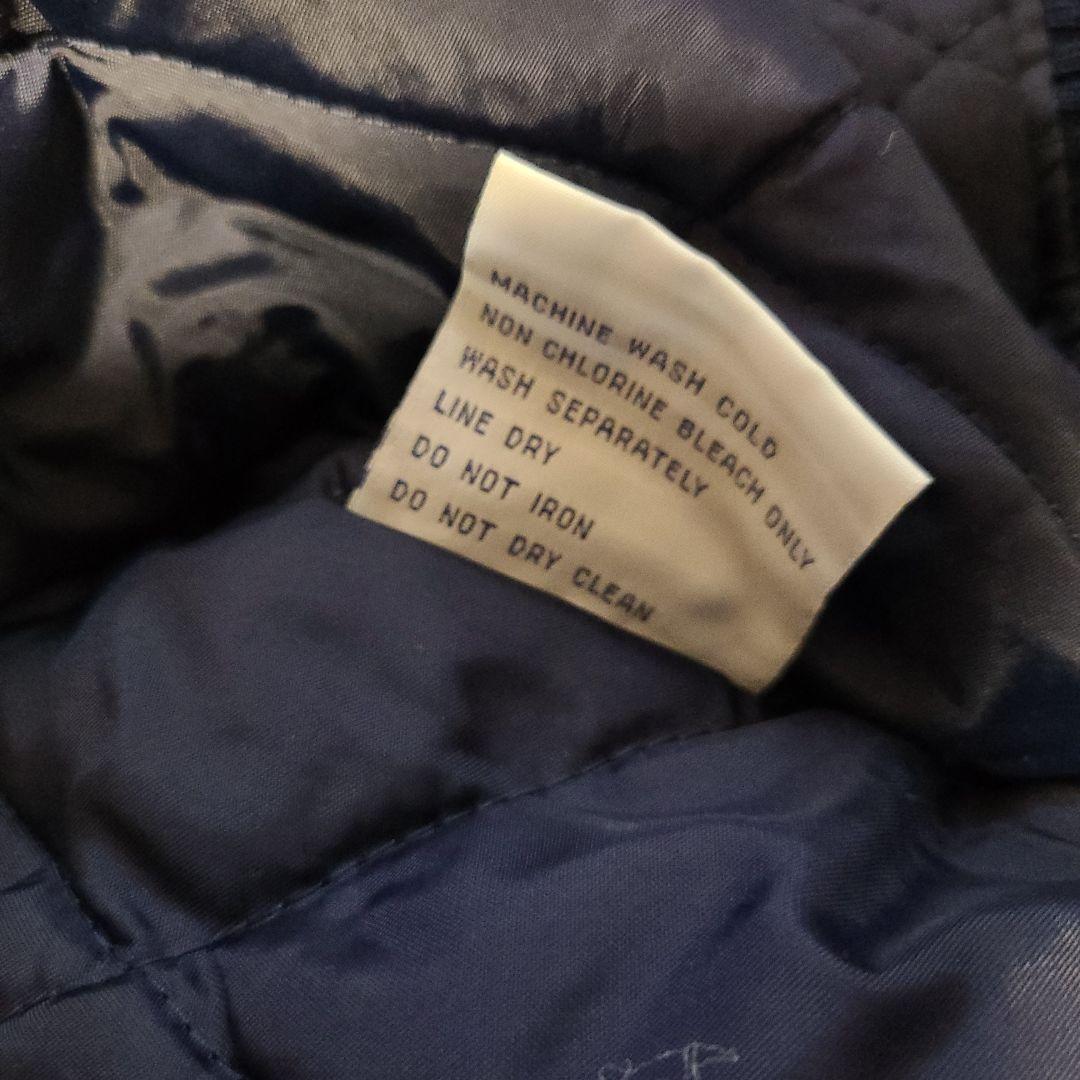 MACHINE WASH COLD
NON CHLORINE BLEACH ONLY
WASH SEPARATELY
LINE DRY
DO NOT IRON
DO NOT DRY CLEAN